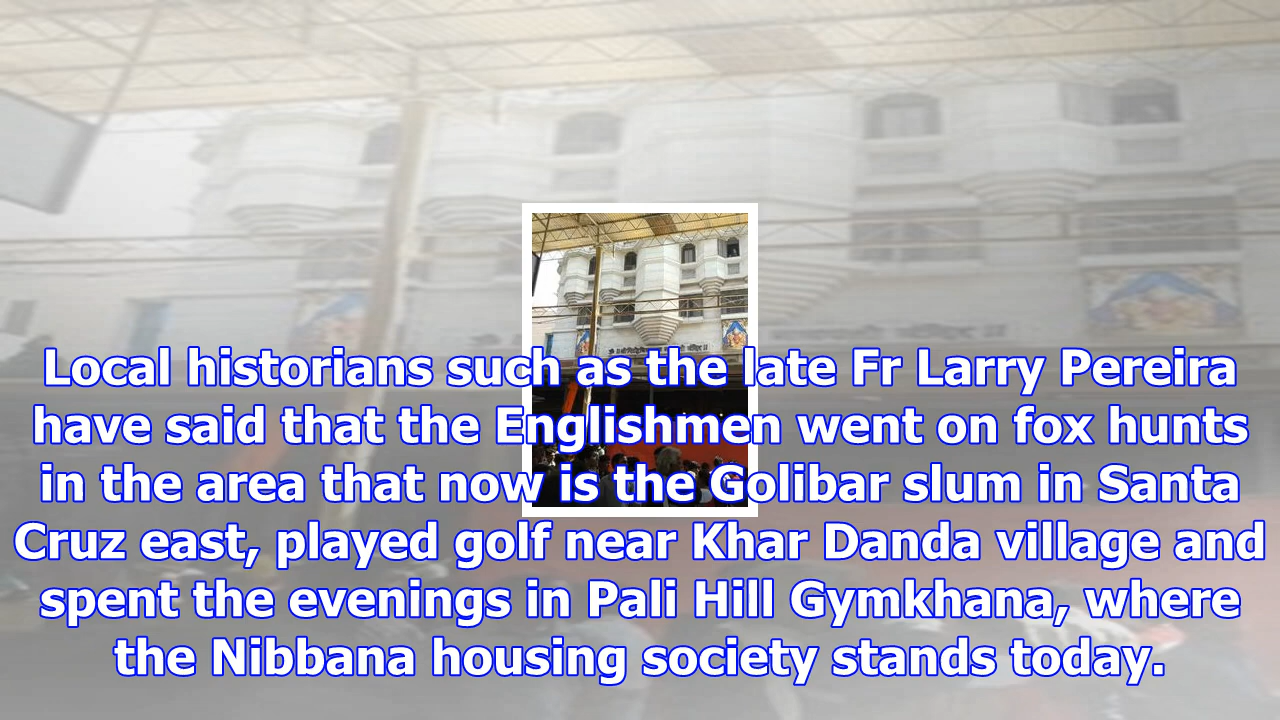 Local historians such as the late Fr Larry Pereira
have said that the Englishmen went on fox hunts
in the area that now is the Golibar slum in Santa
Cruz east, played golf near Khar Danda village and
spent the evenings in Pali Hill Gymkhana, where
the Nibbana housing society stands today.